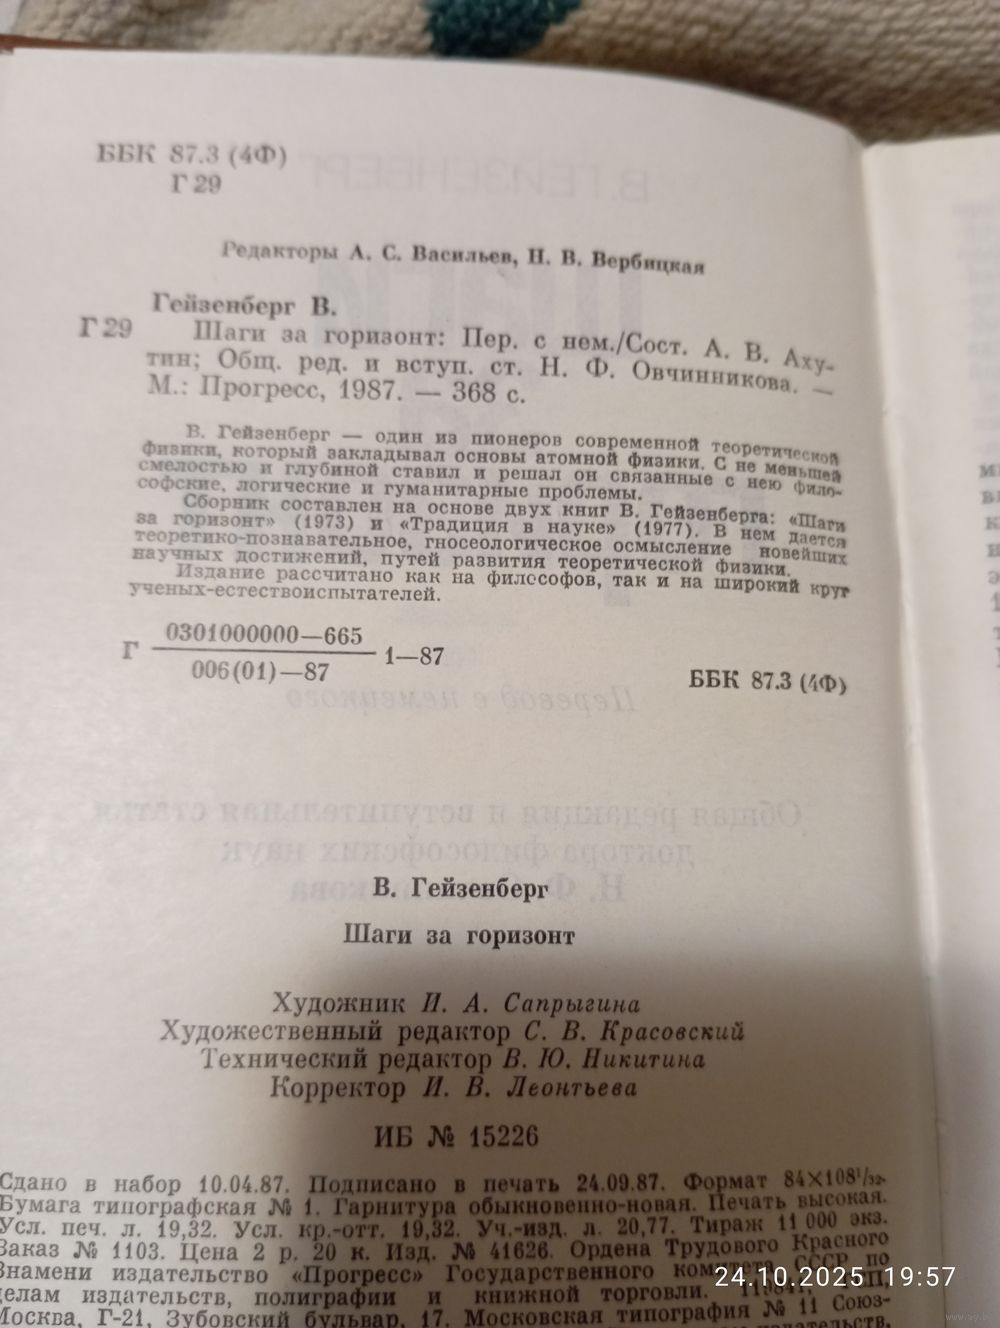 ББК 87.3 (4Ф)
Г 29
Редакторы А. С. Васильев, Н. В. Вербицкая
Гейзенберг В.
Г 29 Шаги за горизонт: Пер. с нем./Сост. А. В. Аху-
тин; Общ. ред. и вступ. ст. Н. Ф. Овчинникова. —
М.: Прогресс, 1987. — 368 с.
В. Гейзенберг — один из пионеров современной теоретической
физики, который закладывал основы атомной физики. С не меньшей
смелостью и глубиной ставил и решал он связанные с нею фило-
софские, логические и гуманитарные проблемы.
Сборник составлен на основе двух книг В. Гейзенберга: «Шаги
за горизонт» (1973) и «Традиция в науке» (1977). В нем дается
теоретико-познавательное, гносеологическое осмысление новейших
научных достижений, путей развития теоретической физики.
Издание рассчитано как на философов, так и на широкий круг
ученых-естествоиспытателей.
Г 0301000000—665
006(01)—87 1—87
ББК 87.3 (4Ф)
В. Гейзенберг
Шаги за горизонт
Художник И. А. Сапрыгина
Художественный редактор С. В. Красовский
Технический редактор В. Ю. Никитина
Корректор И. В. Леонтьева
ИБ № 15226
Сдано в набор 10.04.87. Подписано в печать 24.09.87. Формат 84×108¹/₃₂.
Бумага типографская № 1. Гарнитура обыкновенно-новая. Печать высокая.
Усл. печ. л. 19,32. Усл. кр.-отт. 19,32. Уч.-изд. л. 20,77. Тираж 11 000 экз.
Заказ № 1103. Цена 2 р. 20 к. Изд. № 41626. Ордена Трудового Красного
Знамени издательство «Прогресс» Государственного комитета СССР по
делам издательств, полиграфии и книжной торговли.
Москва, Г-21, Зубовский бульвар, 17. Московская типография № 11 Союз-
издательств,
24.10.2025 19:57